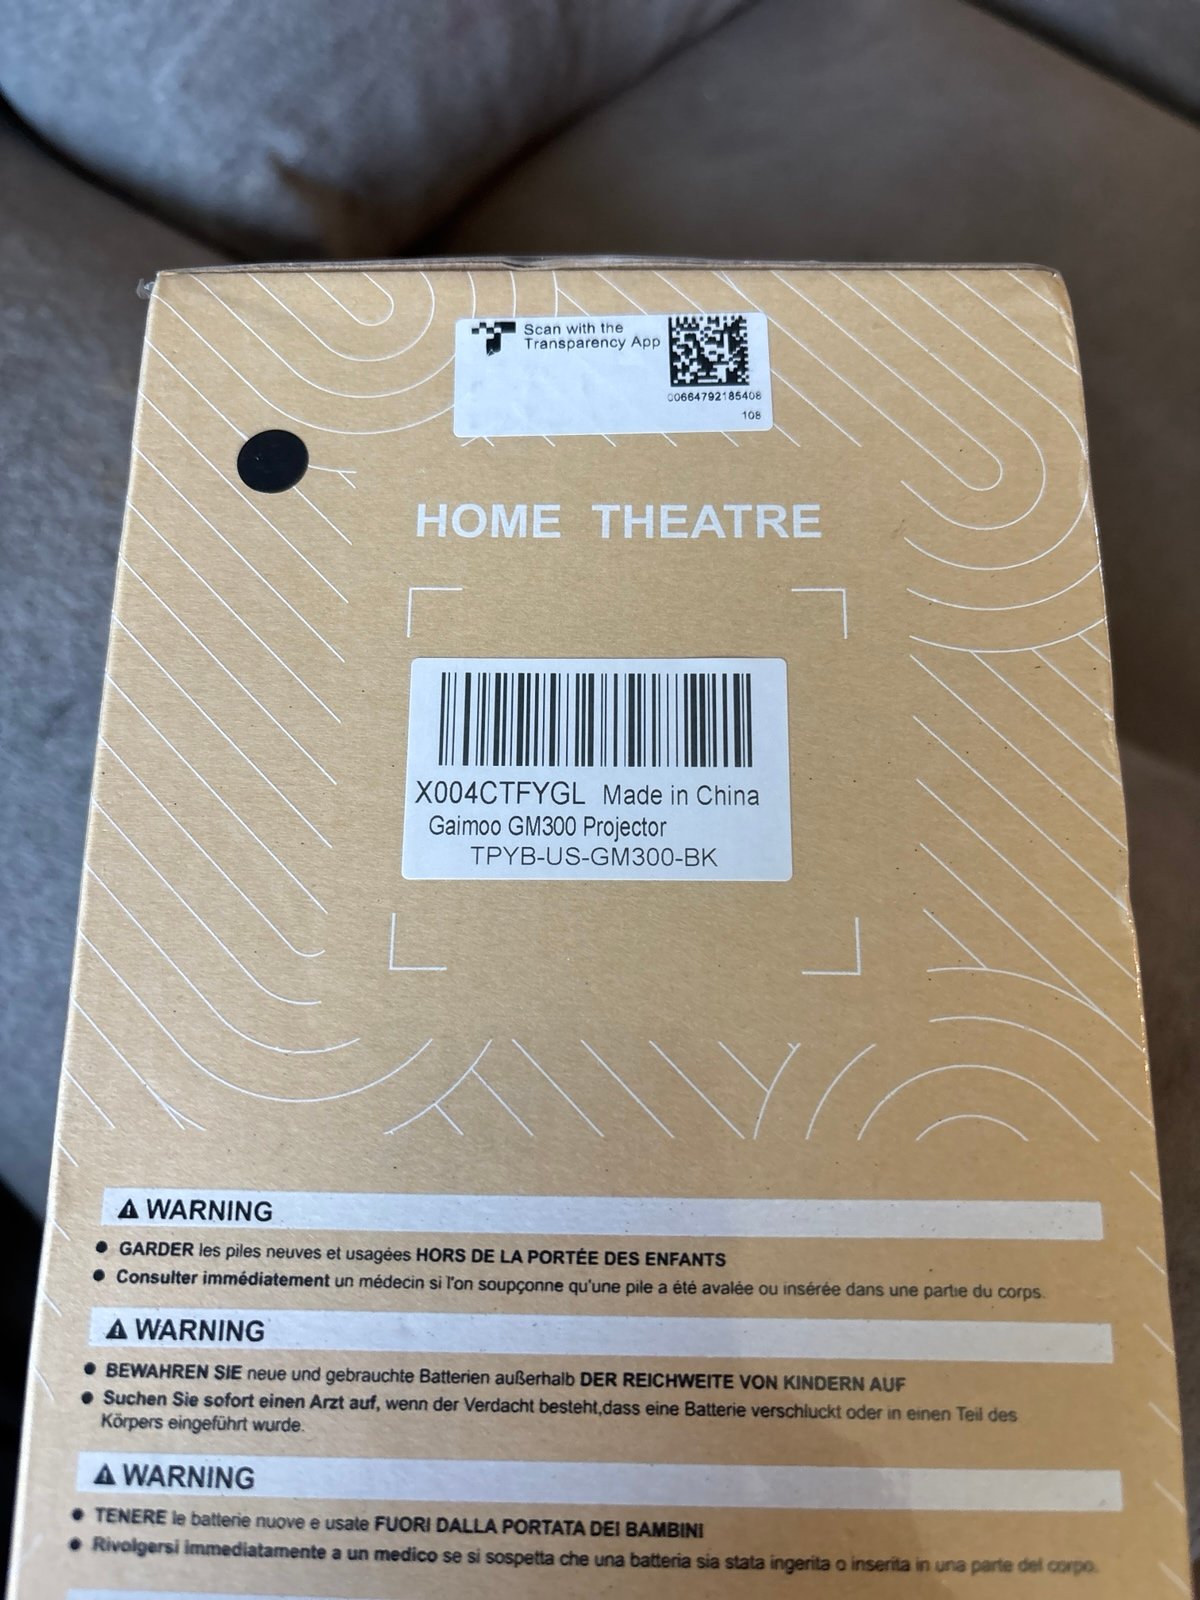 Scan with the
Transparency App
00664792185408
108
HOME THEATRE
X004CTFYGL Made in China
Gaimoo GM300 Projector
TPYB-US-GM300-BK
WARNING
● GARDER les piles neuves et usagées HORS DE LA PORTÉE DES ENFANTS
● Consulter immédiatement un médecin si l'on soupçonne qu'une pile a été avalée ou insérée dans une partie du corps.
WARNING
● BEWAHREN SIE neue und gebrauchte Batterien außerhalb DER REICHWEITE VON KINDERN AUF
● Suchen Sie sofort einen Arzt auf, wenn der Verdacht besteht,dass eine Batterie verschluckt oder in einen Teil des
Körpers eingeführt wurde.
WARNING
● TENERE le batterie nuove e usate FUORI DALLA PORTATA DEI BAMBINI
● Rivolgersi immediatamente a un medico se si sospetta che una batteria sia stata ingerita o inserita in una parte del corpo.